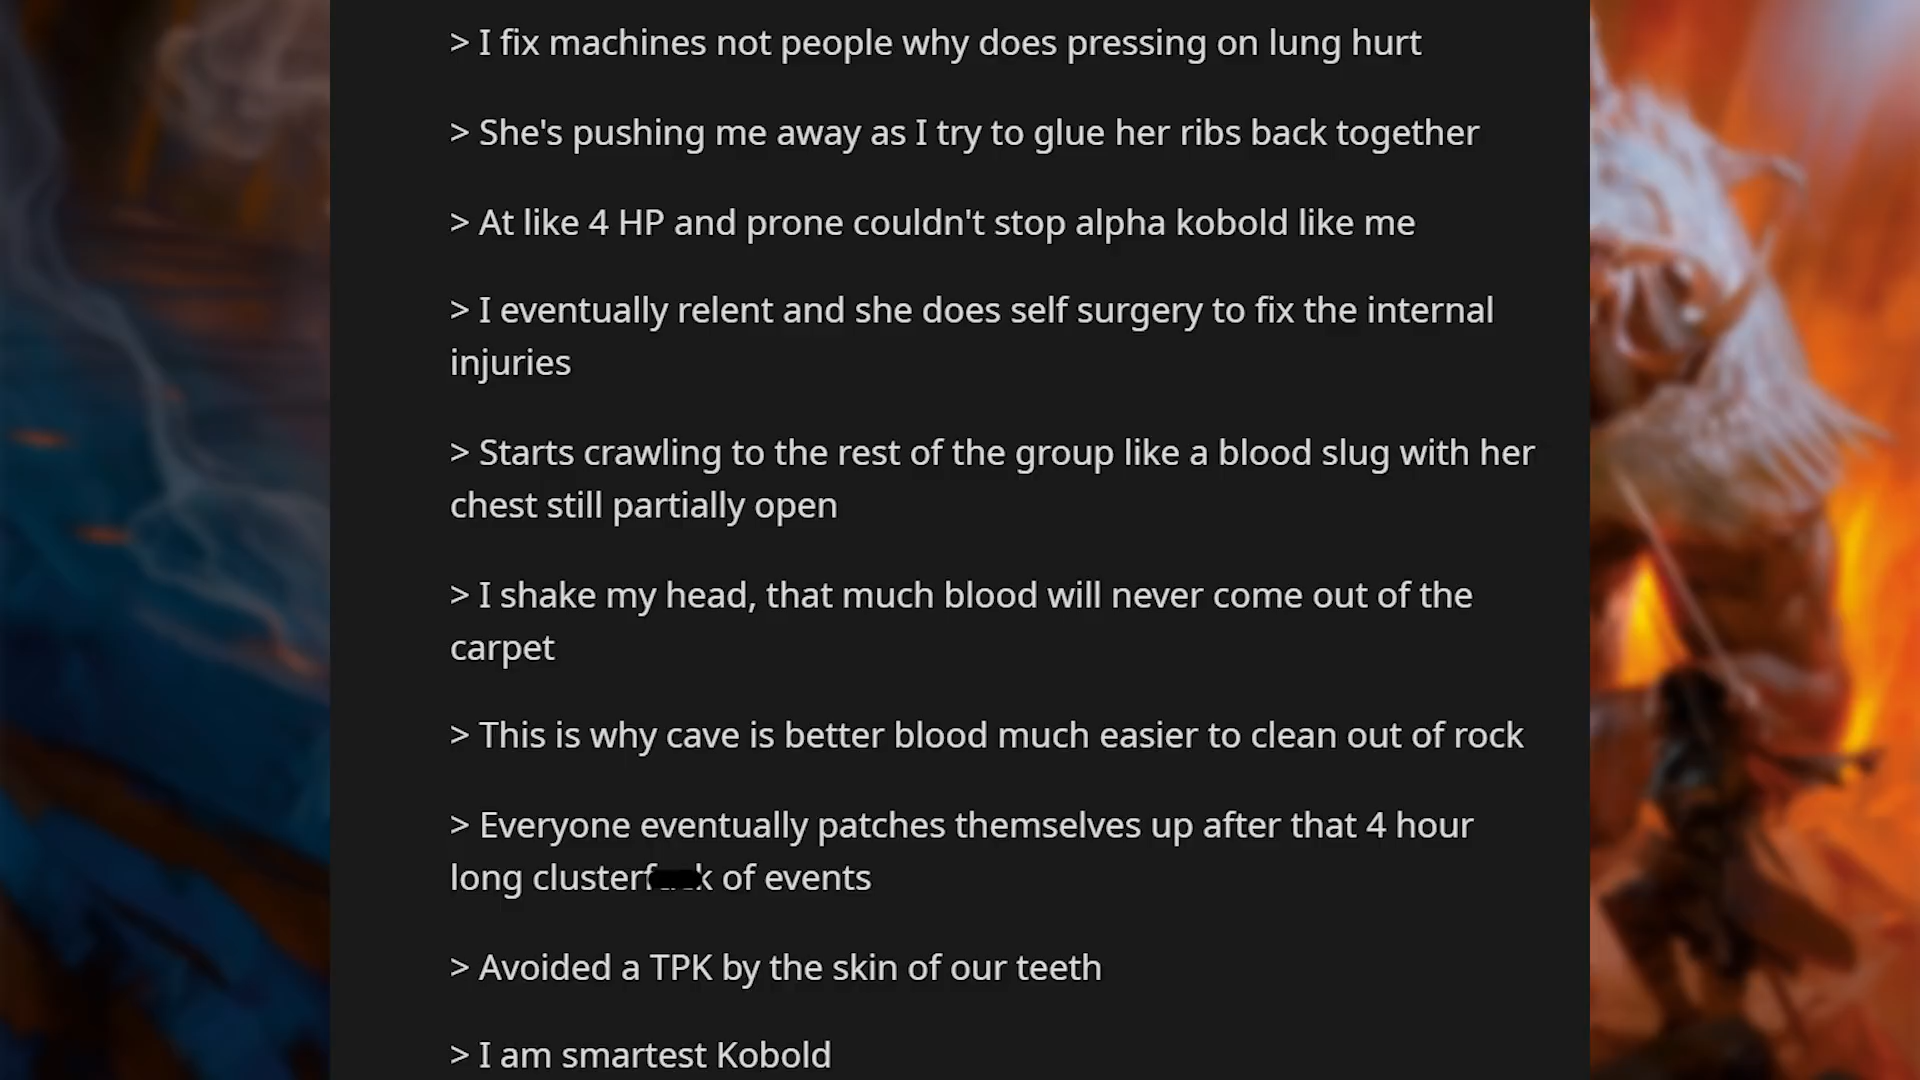 > I fix machines not people why does pressing on lung hurt
> She's pushing me away as I try to glue her ribs back together
> At like 4 HP and prone couldn't stop alpha kobold like me
> I eventually relent and she does self surgery to fix the internal
injuries
> Starts crawling to the rest of the group like a blood slug with her
chest still partially open
> I shake my head, that much blood will never come out of the
carpet
> This is why cave is better blood much easier to clean out of rock
> Everyone eventually patches themselves up after that 4 hour
long of events
> Avoided a TPK by the skin of our teeth
> I am smartest Kobold